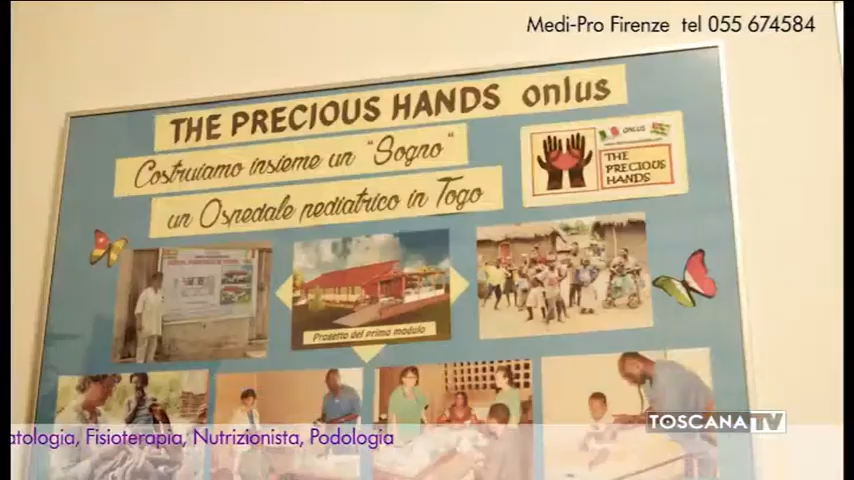 Medi-Pro Firenze tel 055 674584
THE PRECIOUS HANDS onlus
Costruiamo insieme un "Sogno"
un Ospedale pediatrico in Togo
ONLUS
THE
PRECIOUS
HANDS
Progetto del primo modulo
TOSCANA TV
atologia, Fisioterapia, Nutrizionista, Podologia